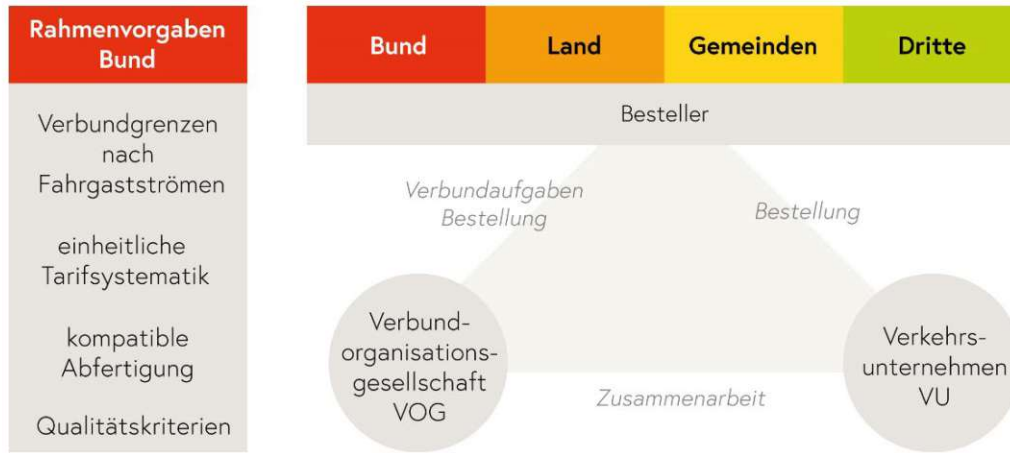 Rahmenvorgaben
Bund
Verbundgrenzen
nach
Fahrgastströmen
einheitliche
Tarifsystematik
kompatible
Abfertigung
Qualitätskriterien
Bund
Land
Gemeinden
Dritte
Besteller
Verbundaufgaben
Bestellung
Bestellung
Verbund-
organisations-
gesellschaft
VOG
Zusammenarbeit
Verkehrs-
unternehmen
VU